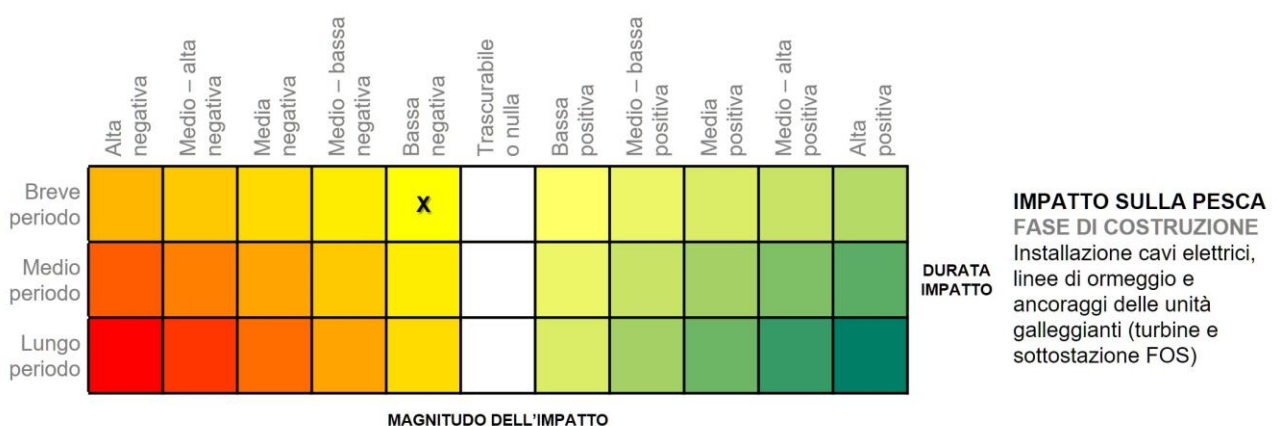 Alta
negativa
Medio – alta
negativa
Media
negativa
Medio – bassa
negativa
Bassa
negativa
Trascurabile
o nulla
Bassa
positiva
Medio – bassa
positiva
Media
positiva
Medio – alta
positiva
Alta
positiva
Breve
periodo
X
Medio
periodo
Lungo
periodo
DURATA
IMPATTO
MAGNITUDO DELL'IMPATTO
IMPATTO SULLA PESCA
FASE DI COSTRUZIONE
Installazione cavi elettrici,
linee di ormeggio e
ancoraggi delle unità
galleggianti (turbine e
sottostazione FOS)